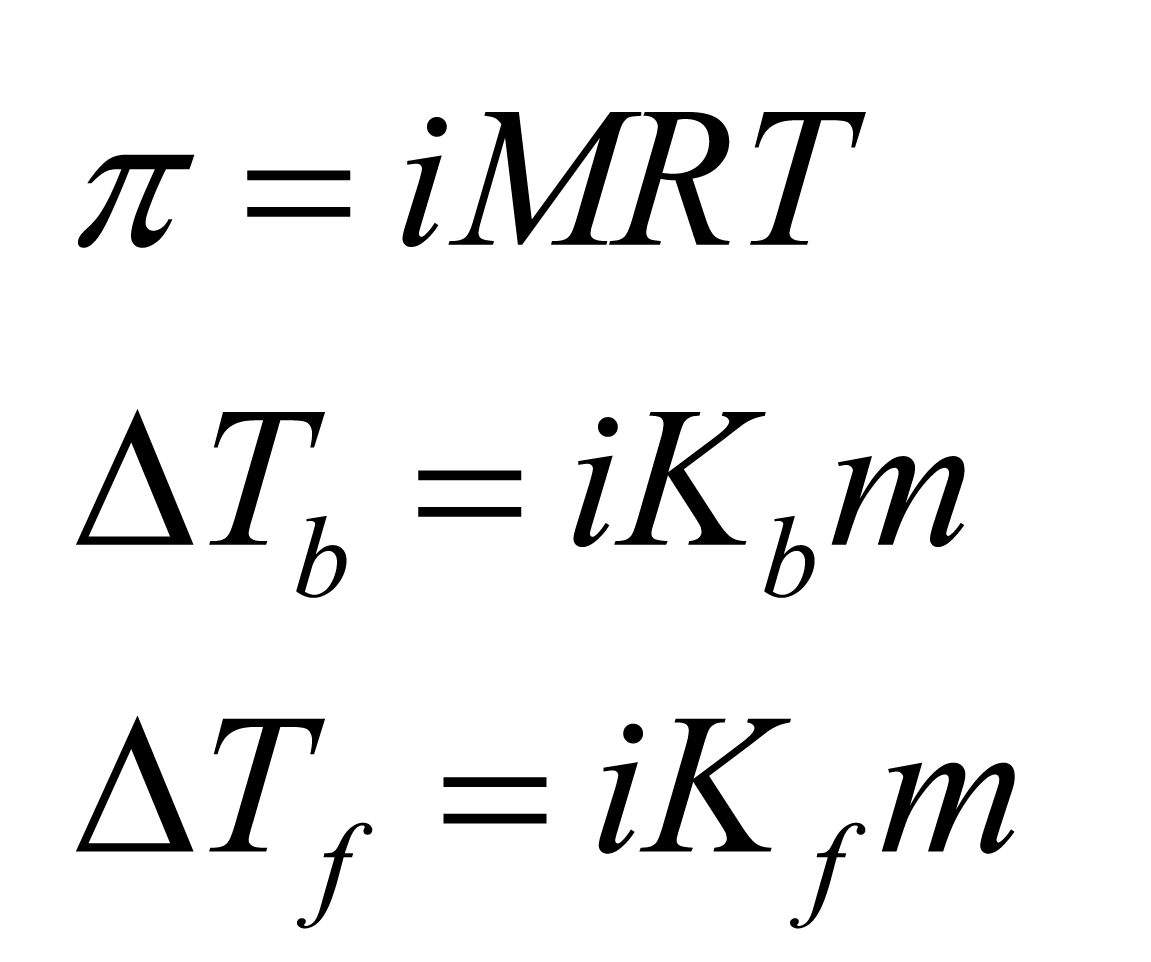 π = iMRT
ΔT_b = iK_b m
ΔT_f = iK_f m